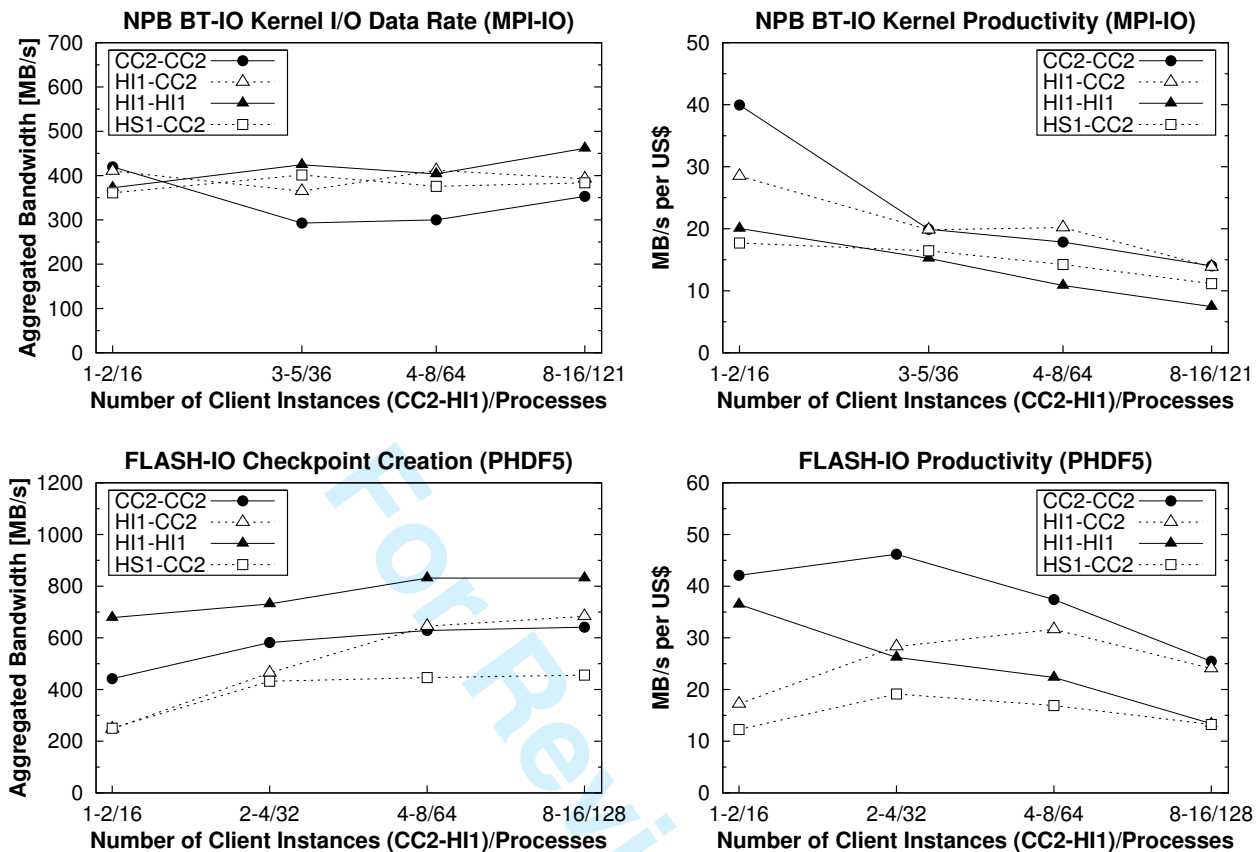 NPB BT-IO Kernel I/O Data Rate (MPI-IO)
Aggregated Bandwidth [MB/s]
700
600
500
400
300
200
100
0
CC2-CC2
HI1-CC2
HI1-HI1
HS1-CC2
1-2/16 3-5/36 4-8/64 8-16/121
Number of Client Instances (CC2-HI1)/Processes
NPB BT-IO Kernel Productivity (MPI-IO)
MB/s per US$
50
40
30
20
10
0
CC2-CC2
HI1-CC2
HI1-HI1
HS1-CC2
1-2/16 3-5/36 4-8/64 8-16/121
Number of Client Instances (CC2-HI1)/Processes
FLASH-IO Checkpoint Creation (PHDF5)
Aggregated Bandwidth [MB/s]
1200
1000
800
600
400
200
0
CC2-CC2
HI1-CC2
HI1-HI1
HS1-CC2
1-2/16 2-4/32 4-8/64 8-16/128
Number of Client Instances (CC2-HI1)/Processes
FLASH-IO Productivity (PHDF5)
MB/s per US$
60
50
40
30
20
10
0
CC2-CC2
HI1-CC2
HI1-HI1
HS1-CC2
1-2/16 2-4/32 4-8/64 8-16/128
Number of Client Instances (CC2-HI1)/Processes
For Revi